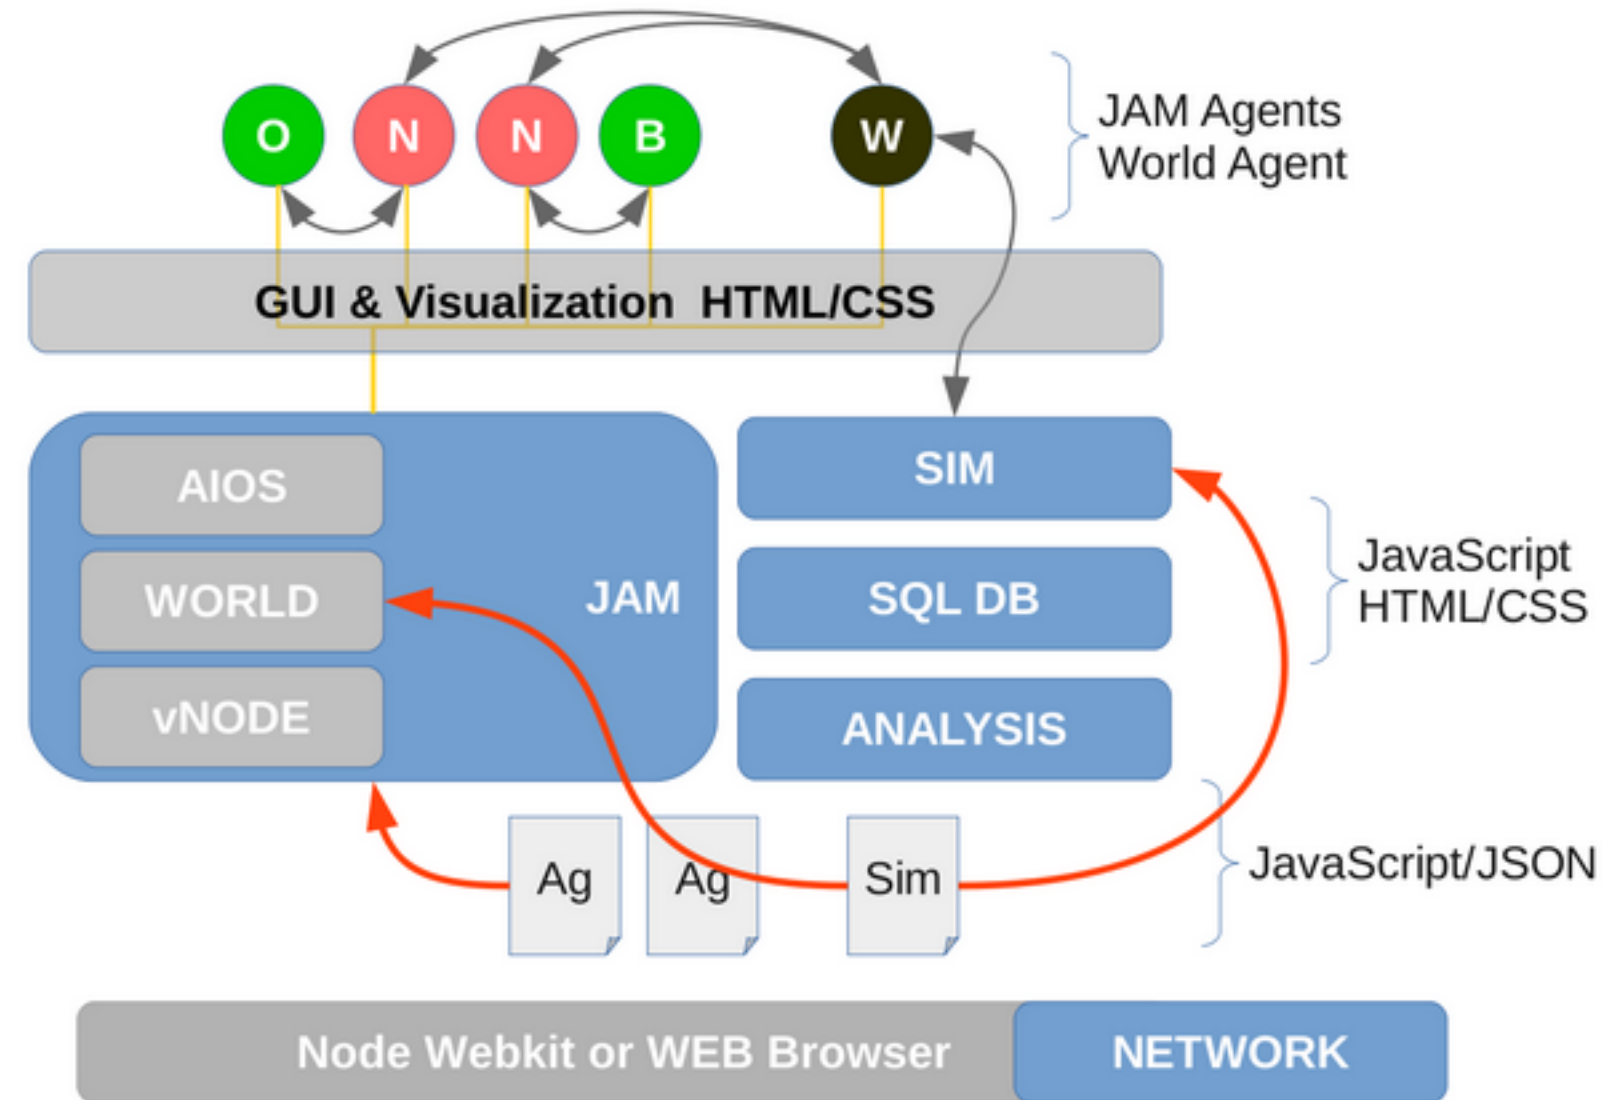 O N N B W
JAM Agents
World Agent
GUI & Visualization HTML/CSS
AIOS
WORLD
vNODE
JAM
SIM
SQL DB
ANALYSIS
JavaScript
HTML/CSS
Ag Ag Sim
JavaScript/JSON
Node Webkit or WEB Browser
NETWORK